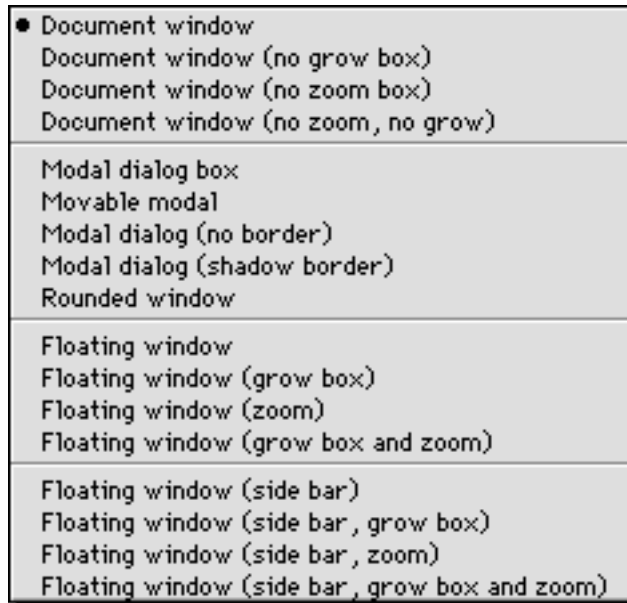 Document window
Document window (no grow box)
Document window (no zoom box)
Document window (no zoom, no grow)
Modal dialog box
Movable modal
Modal dialog (no border)
Modal dialog (shadow border)
Rounded window
Floating window
Floating window (grow box)
Floating window (zoom)
Floating window (grow box and zoom)
Floating window (side bar)
Floating window (side bar, grow box)
Floating window (side bar, zoom)
Floating window (side bar, grow box and zoom)